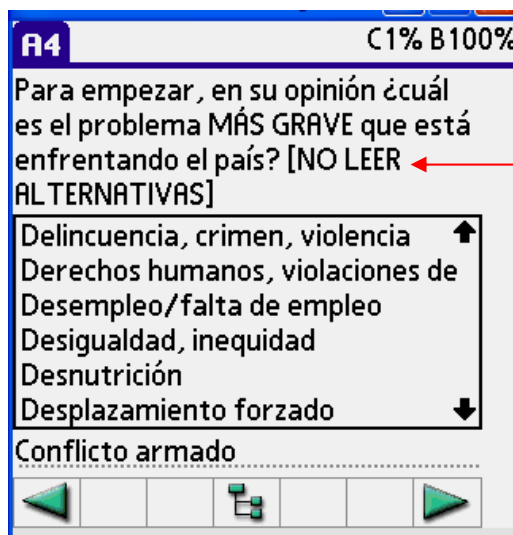 A4 C1% B100%
Para empezar, en su opinión ¿cuál
es el problema MÁS GRAVE que está
enfrentando el país? [NO LEER
ALTERNATIVAS]
Delincuencia, crimen, violencia
Derechos humanos, violaciones de
Desempleo/falta de empleo
Desigualdad, inequidad
Desnutrición
Desplazamiento forzado
Conflicto armado